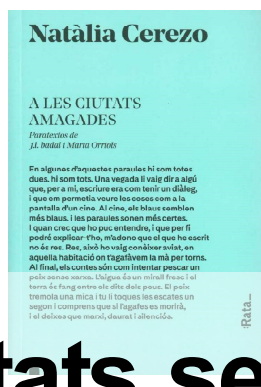 Natàlia Cerezo
A LES CIUTATS
AMAGADES
Paratextos de
j.l. badal i Maria Orriols
En algunes d'aquestes paraules hi som totes
dues. hi som tots. Una vegada li vaig dir a algú
que, per a mi, escriure era com tenir un diàleg,
i que em permetia veure les coses com a la
pantalla d'un cine. Al cine, els blaus semblen
més blaus. i les paraules sonen més certes.
I quan crec que ho puc entendre, i que per fi
podré explicar-t'ho, m'adono que el que he escrit
no és res. Res, això ho vaig conèixer aviat, en
aquella habitació on t'agafàvem la mà per torns.
Al final, els contes són com intentar pescar un
peix sense xarxa. L'aigua és un mirall fresc i el
terra és fang entre els dits dels peus. El peix
tremola una mica i tu li toques les escates un
segon i comprens que si l'agafes es morirà,
i el deixes que marxi, daurat i silenciós.
:Rata_
tats se